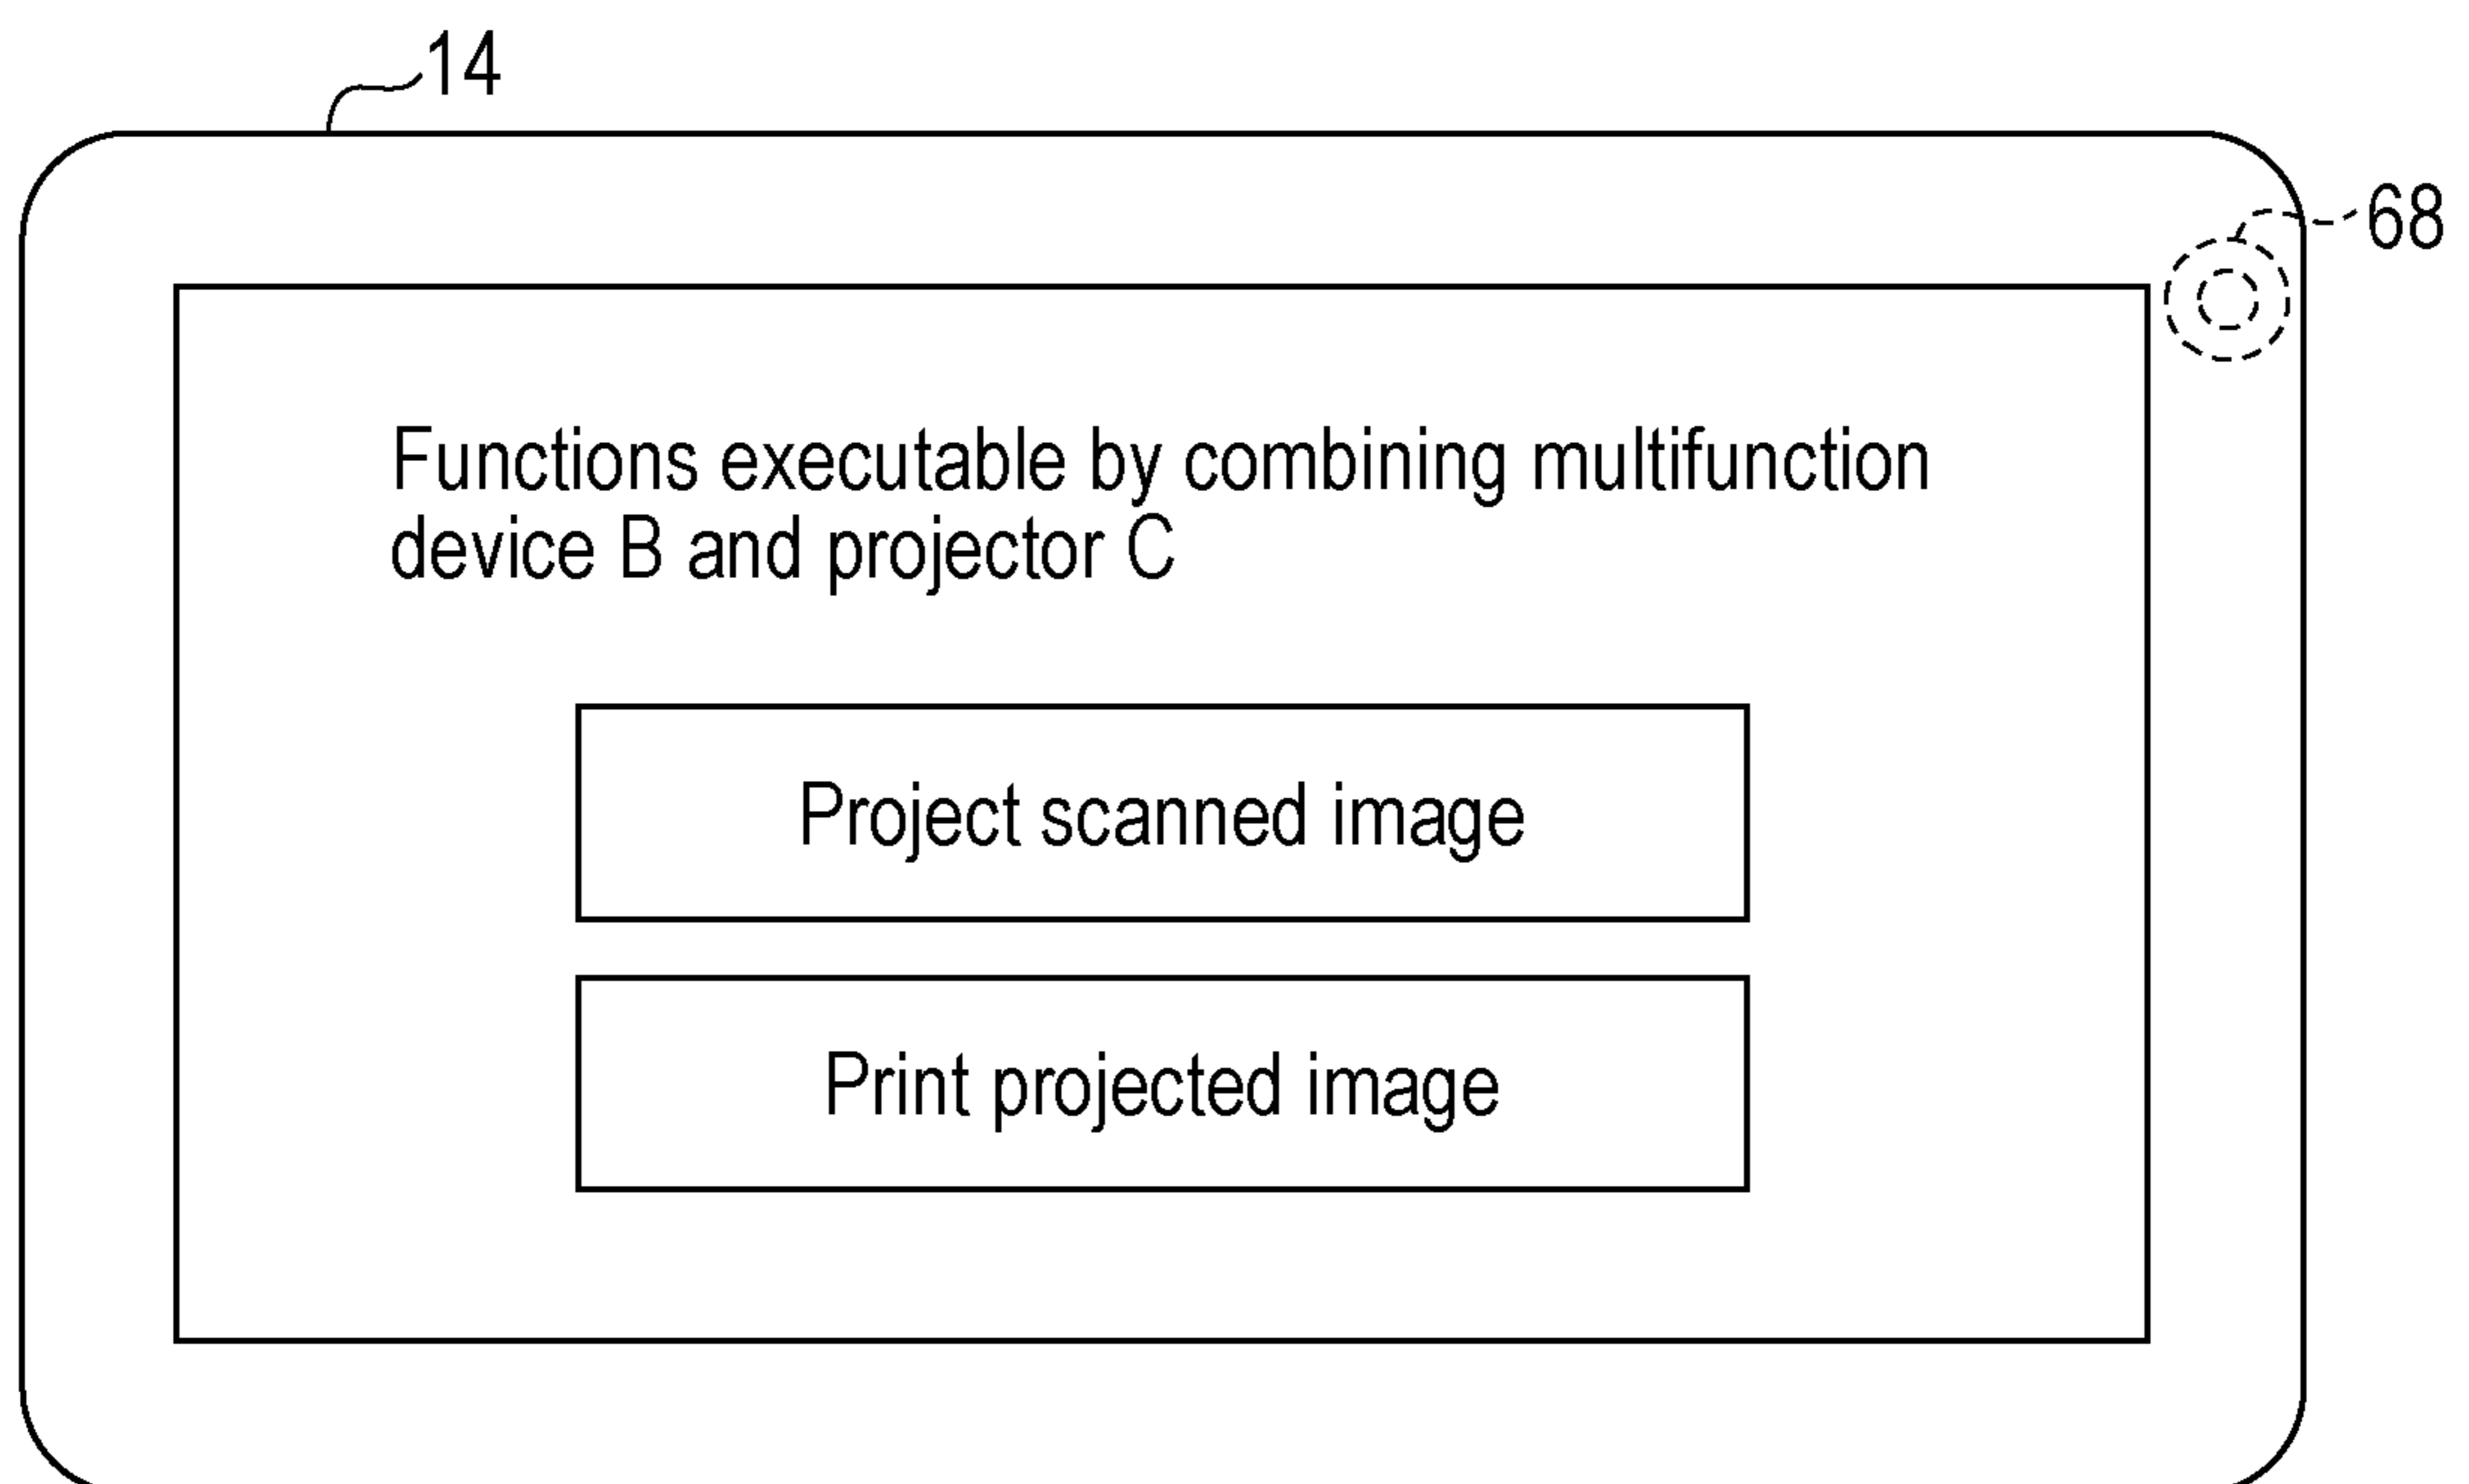 14
68
Functions executable by combining multifunction
device B and projector C
Project scanned image
Print projected image